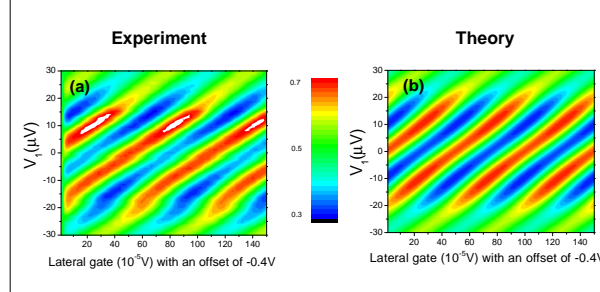 Experiment
Theory
(a)
(b)
30
20
10
0
-10
-20
-30
V₁(μV)
20 40 60 80 100 120 140
Lateral gate (10⁻⁵V) with an offset of -0.4V
0.7
0.5
0.3
30
20
10
0
-10
-20
-30
V₁(μV)
20 40 60 80 100 120 140
Lateral gate (10⁻⁵V) with an offset of -0.4V